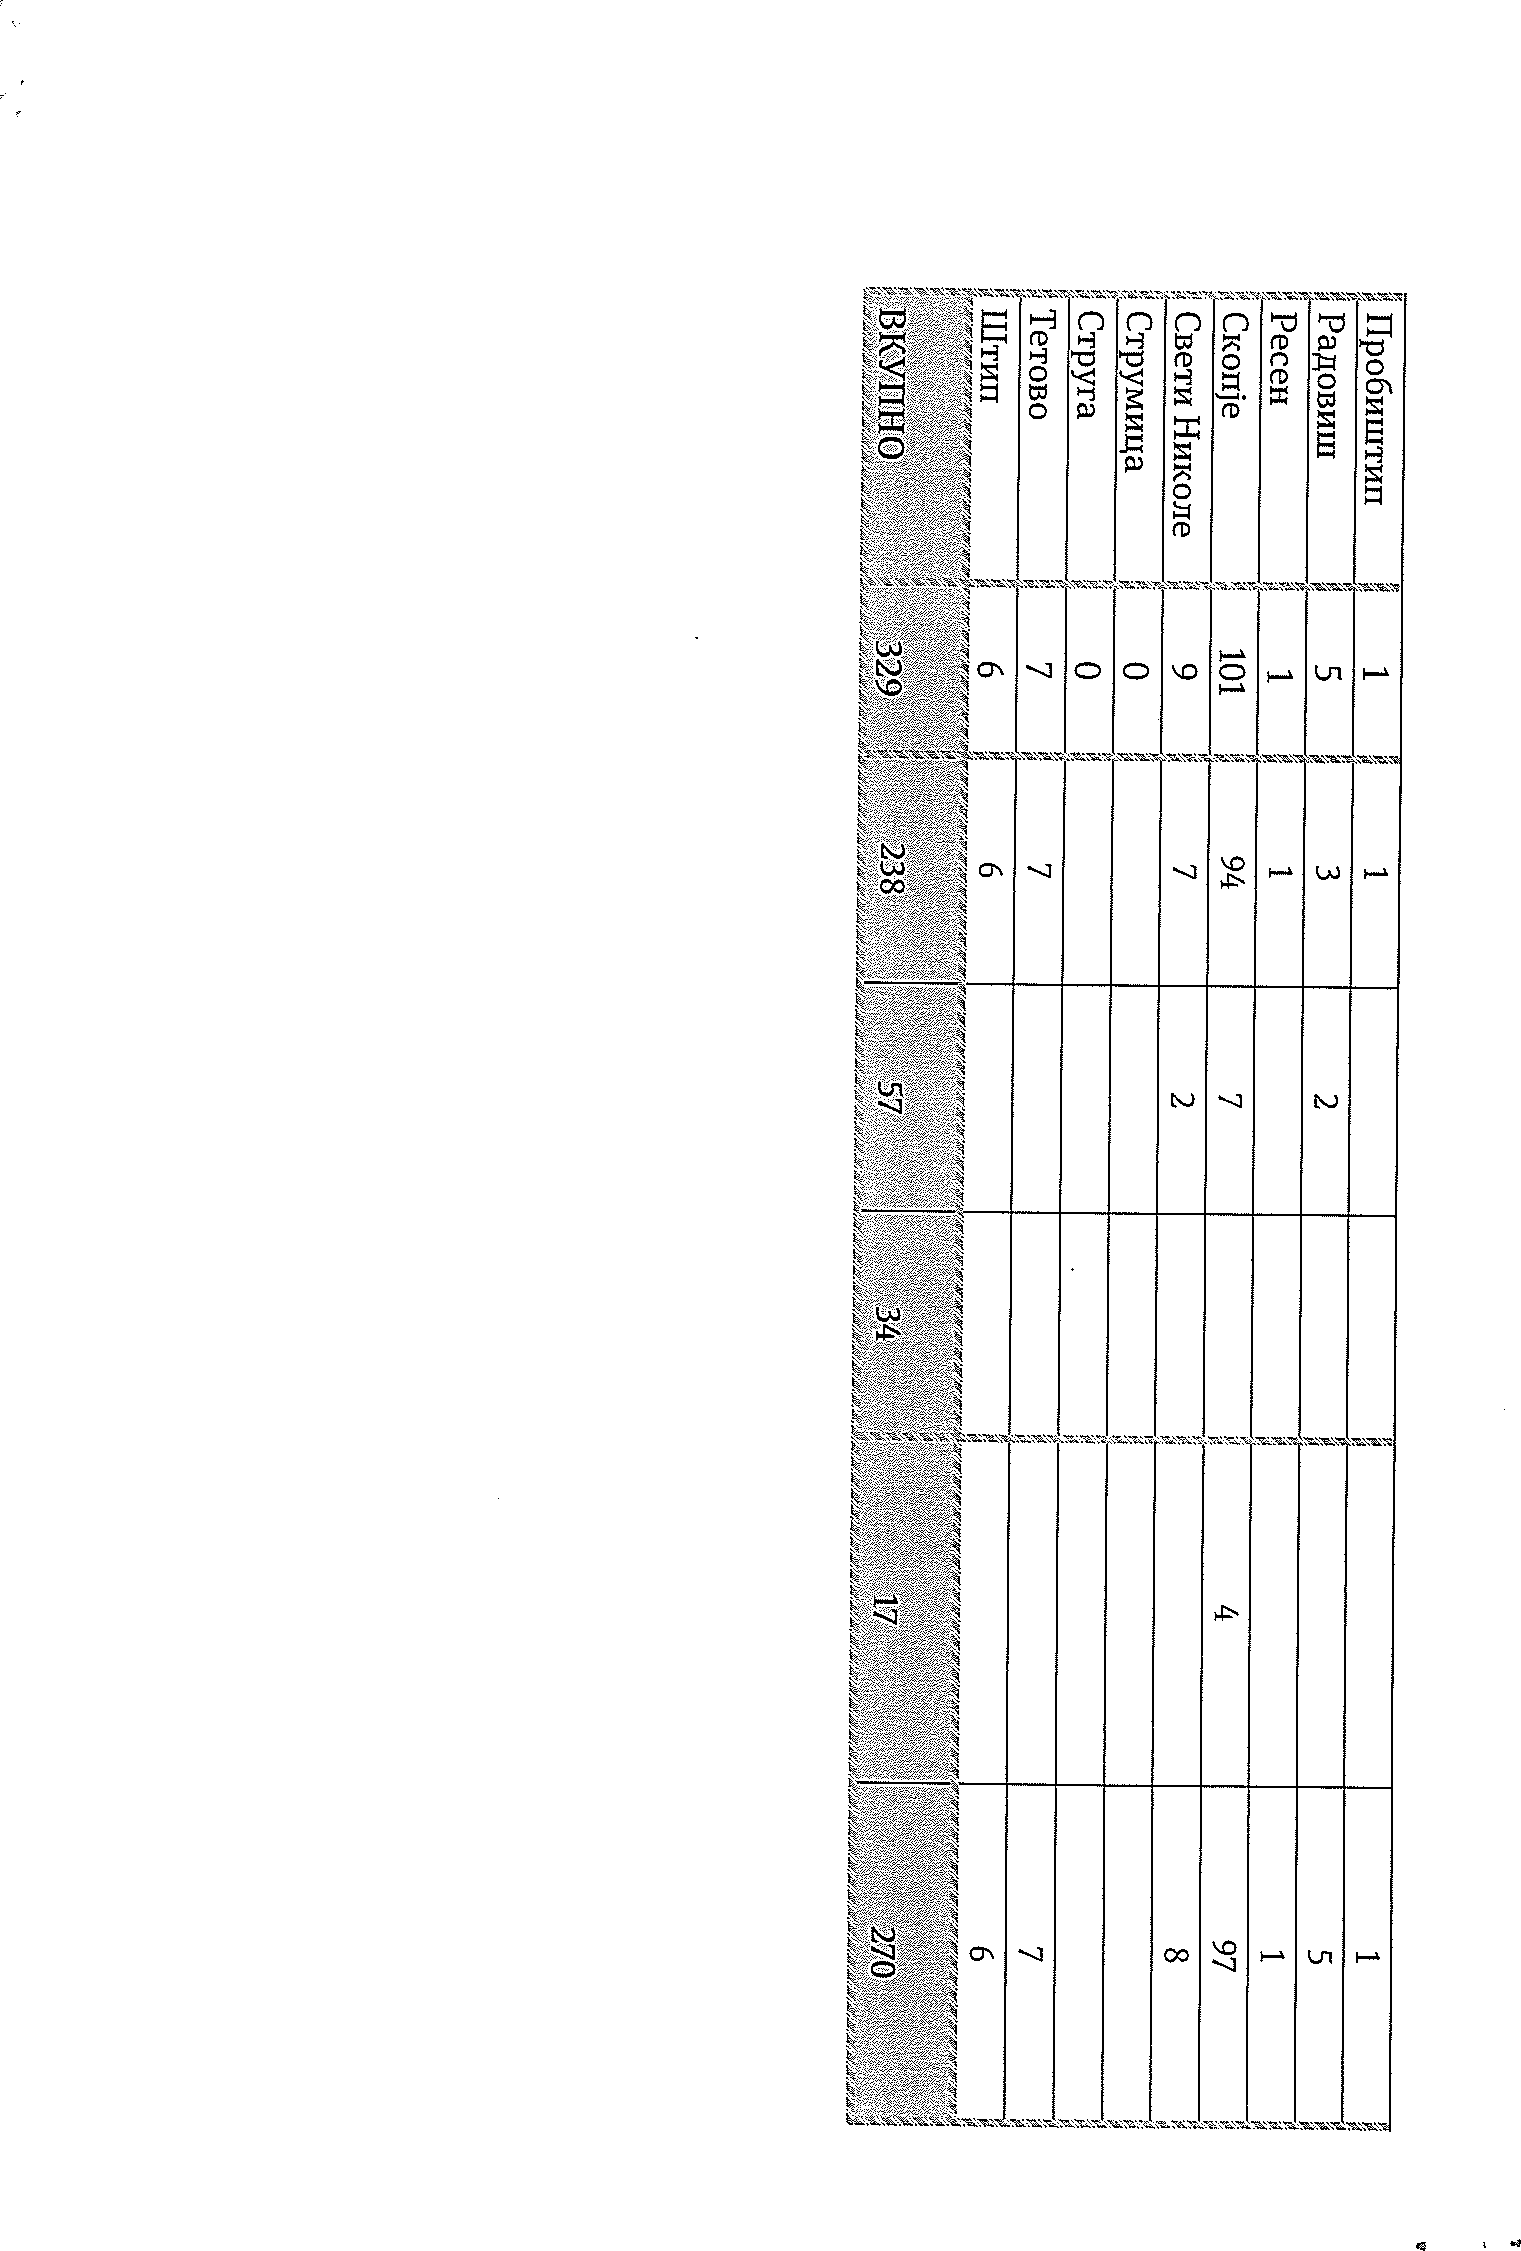 Пробиштип 1 1 1
Радовиш 5 3 2 5
Ресен 1 1 1
Скопје 101 94 7 4 97
Свети Николе 9 7 2 8
Струмица 0
Струга 0
Тетово 7 7 7
Штип 6 6 6
ВКУПНО 329 238 57 34 17 270